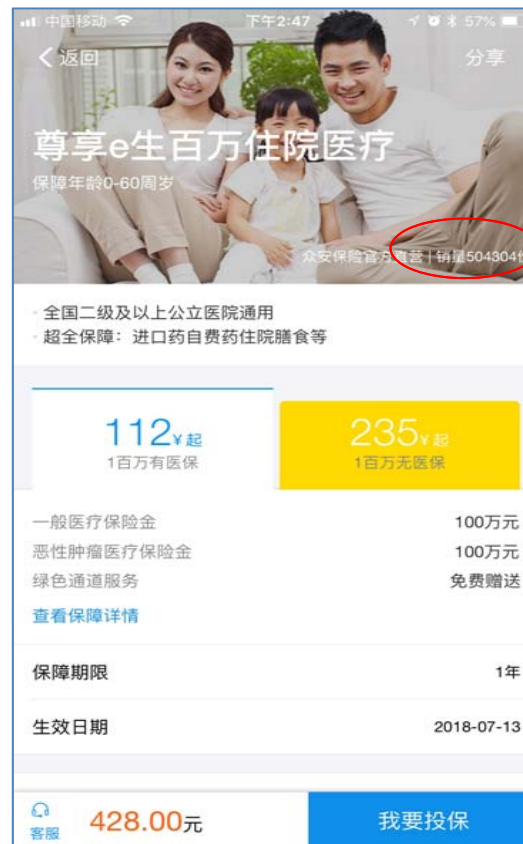 中国移动 下午2:47 57%
返回 分享
尊享e生百万住院医疗
保障年龄0-60周岁
众安保险官方直营 | 销量504304份
· 全国二级及以上公立医院通用
· 超全保障：进口药自费药住院膳食等
112¥起 235¥起
1百万有医保 1百万无医保
一般医疗保险金 100万元
恶性肿瘤医疗保险金 100万元
绿色通道服务 免费赠送
查看保障详情
保障期限 1年
生效日期 2018-07-13
客服 428.00元 我要投保